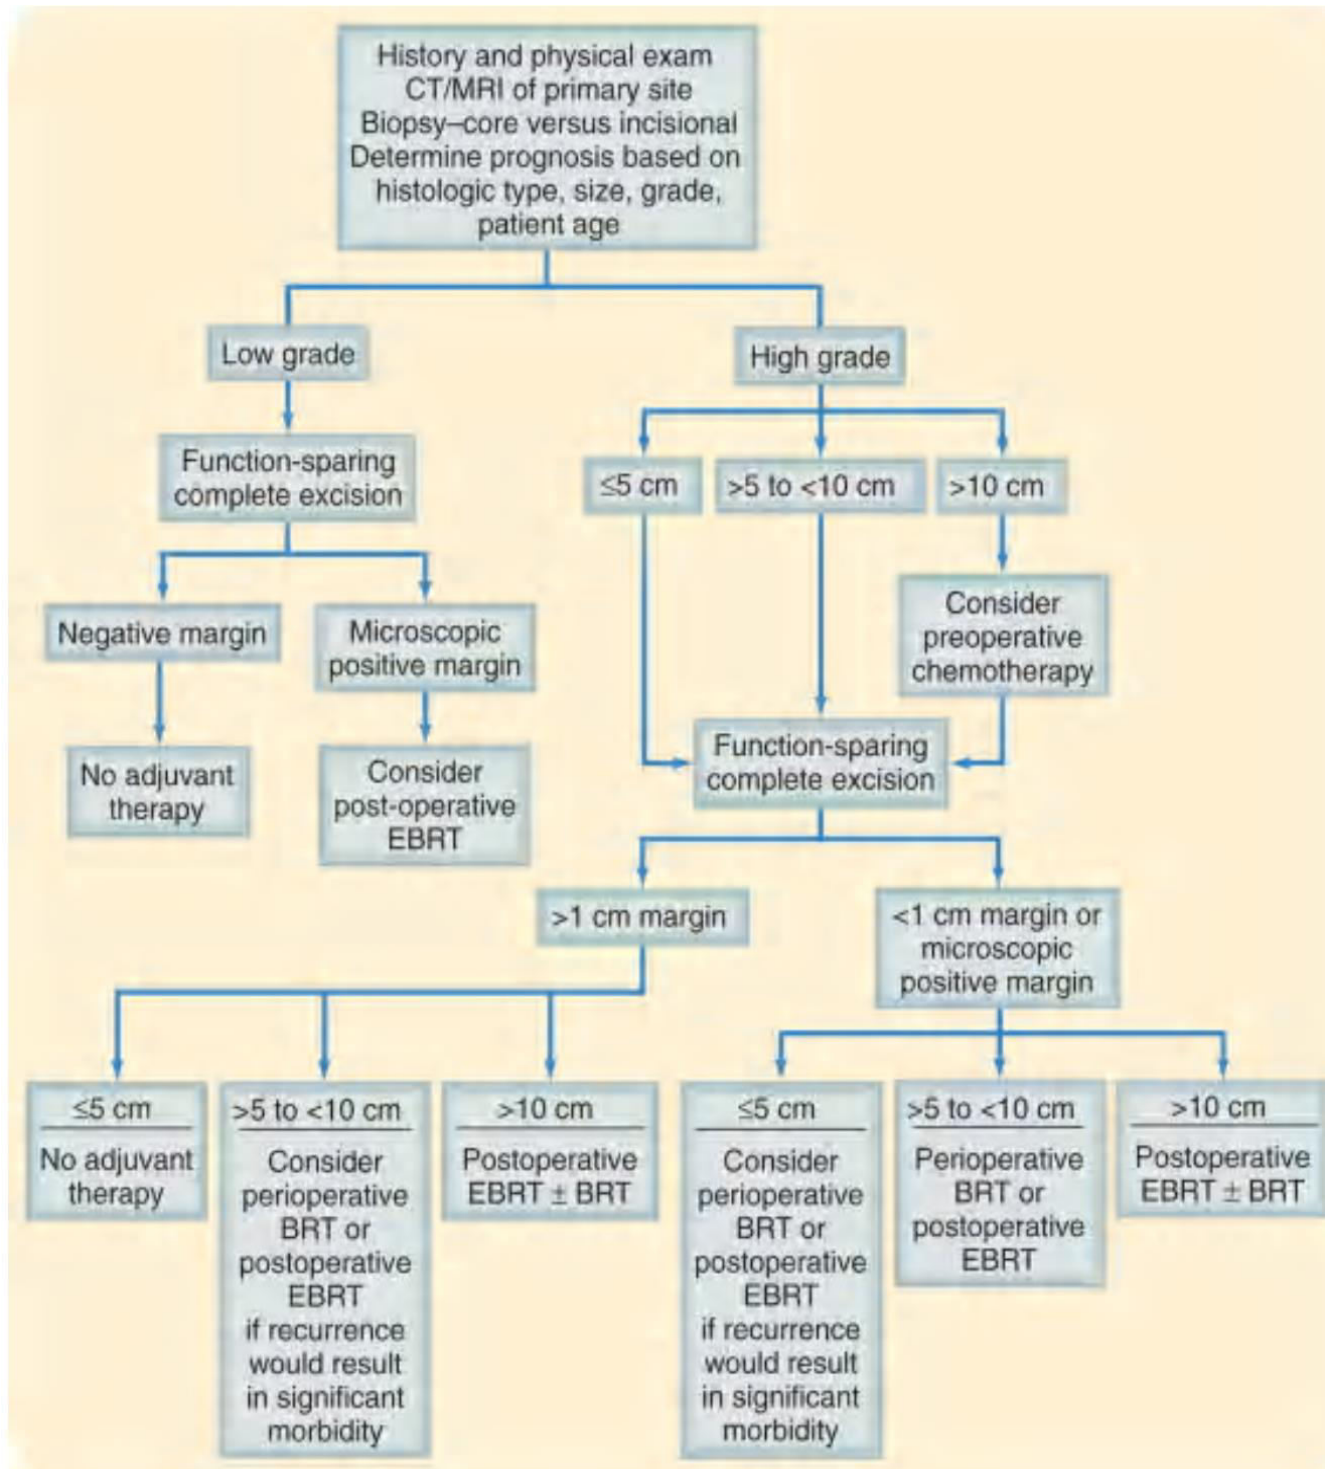 History and physical exam
CT/MRI of primary site
Biopsy–core versus incisional
Determine prognosis based on
histologic type, size, grade,
patient age
Low grade
High grade
Function-sparing
complete excision
≤5 cm
>5 to <10 cm
>10 cm
Negative margin
Microscopic
positive margin
Consider
preoperative
chemotherapy
No adjuvant
therapy
Consider
post-operative
EBRT
Function-sparing
complete excision
>1 cm margin
<1 cm margin or
microscopic
positive margin
≤5 cm
No adjuvant
therapy
>5 to <10 cm
Consider
perioperative
BRT or
postoperative
EBRT
if recurrence
would result
in significant
morbidity
>10 cm
Postoperative
EBRT ± BRT
≤5 cm
Consider
perioperative
BRT or
postoperative
EBRT
if recurrence
would result
in significant
morbidity
>5 to <10 cm
Perioperative
BRT or
postoperative
EBRT
>10 cm
Postoperative
EBRT ± BRT